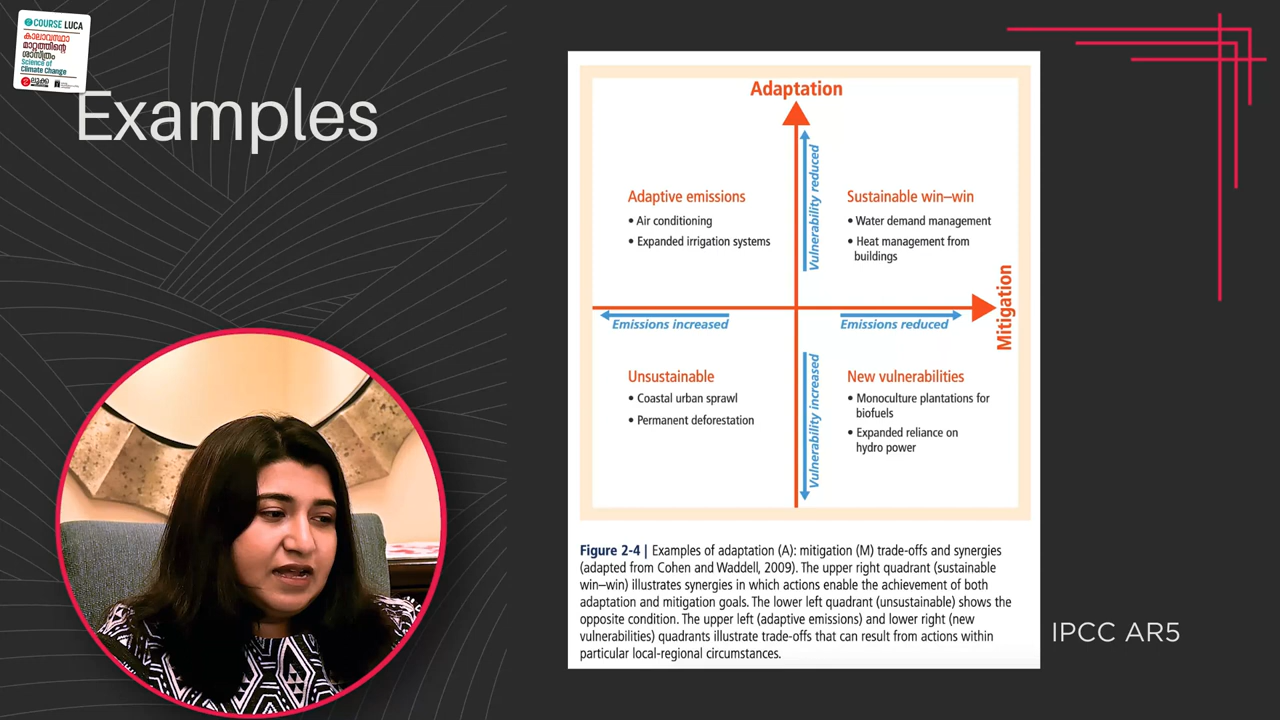 COURSE LUCA
കാലാവസ്ഥാ
മാറ്റത്തിന്റെ
ശാസ്ത്രം
Science of
Climate Change
ലൂക്ക
Examples
Adaptation
Vulnerability reduced
Adaptive emissions
• Air conditioning
• Expanded irrigation systems
Sustainable win–win
• Water demand management
• Heat management from
buildings
Mitigation
Emissions increased
Emissions reduced
Unsustainable
• Coastal urban sprawl
• Permanent deforestation
Vulnerability increased
New vulnerabilities
• Monoculture plantations for
biofuels
• Expanded reliance on
hydro power
Figure 2-4 | Examples of adaptation (A): mitigation (M) trade-offs and synergies
(adapted from Cohen and Waddell, 2009). The upper right quadrant (sustainable
win–win) illustrates synergies in which actions enable the achievement of both
adaptation and mitigation goals. The lower left quadrant (unsustainable) shows the
opposite condition. The upper left (adaptive emissions) and lower right (new
vulnerabilities) quadrants illustrate trade-offs that can result from actions within
particular local-regional circumstances.
IPCC AR5